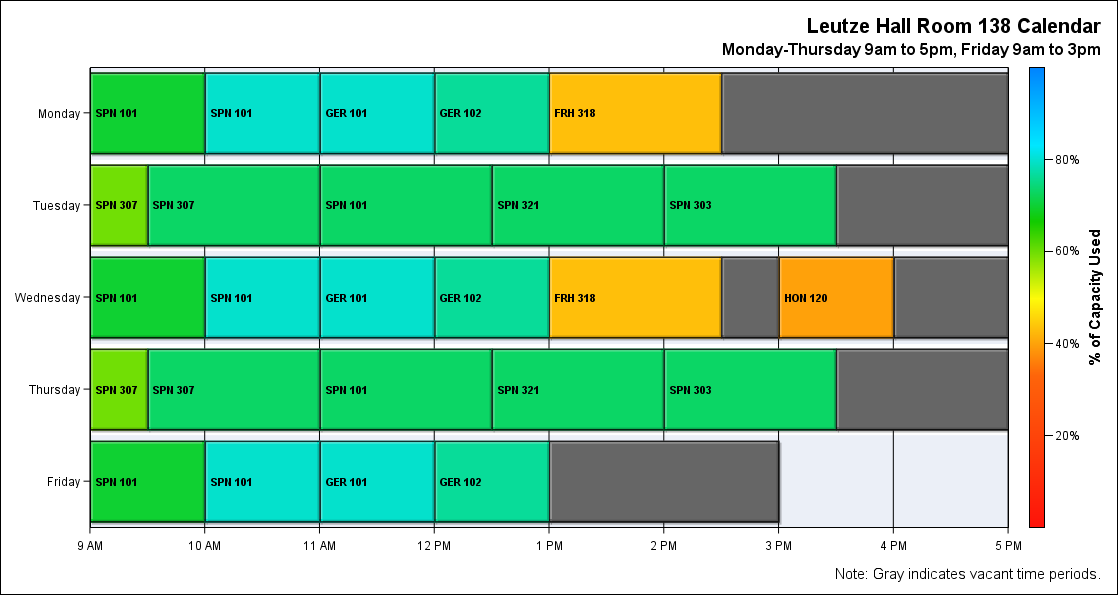 Leutze Hall Room 138 Calendar
Monday-Thursday 9am to 5pm, Friday 9am to 3pm
Monday
SPN 101
SPN 101
GER 101
GER 102
FRH 318
Tuesday
SPN 307
SPN 307
SPN 101
SPN 321
SPN 303
Wednesday
SPN 101
SPN 101
GER 101
GER 102
FRH 318
HON 120
Thursday
SPN 307
SPN 307
SPN 101
SPN 321
SPN 303
Friday
SPN 101
SPN 101
GER 101
GER 102
9 AM
10 AM
11 AM
12 PM
1 PM
2 PM
3 PM
4 PM
5 PM
80%
60%
40%
20%
% of Capacity Used
Note: Gray indicates vacant time periods.